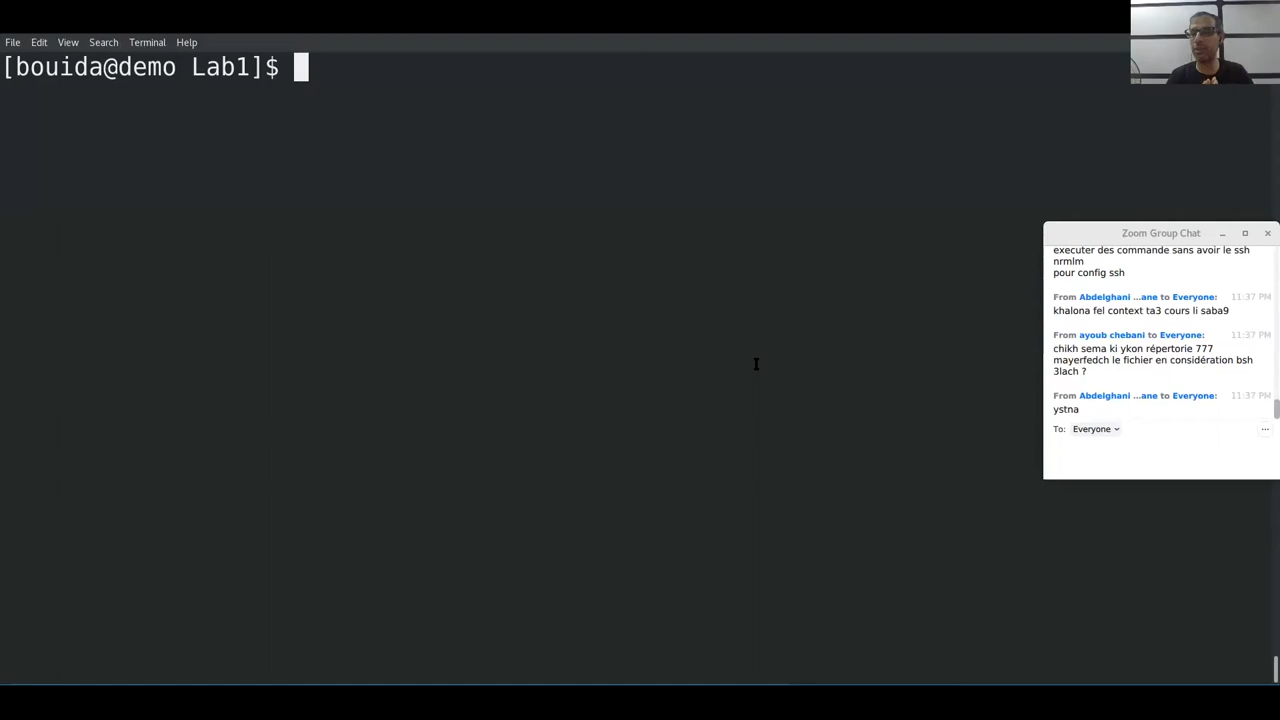 File Edit View Search Terminal Help
[bouida@demo Lab1]$
Zoom Group Chat
executer des commande sans avoir le ssh
nrmlm
pour config ssh
From Abdelghani ...ane to Everyone: 11:37 PM
khalona fel context ta3 cours li saba9
From ayoub chebani to Everyone: 11:37 PM
chikh sema ki ykon répertorie 777
mayerfedch le fichier en considération bsh
3lach ?
From Abdelghani ...ane to Everyone: 11:37 PM
ystna
To: Everyone